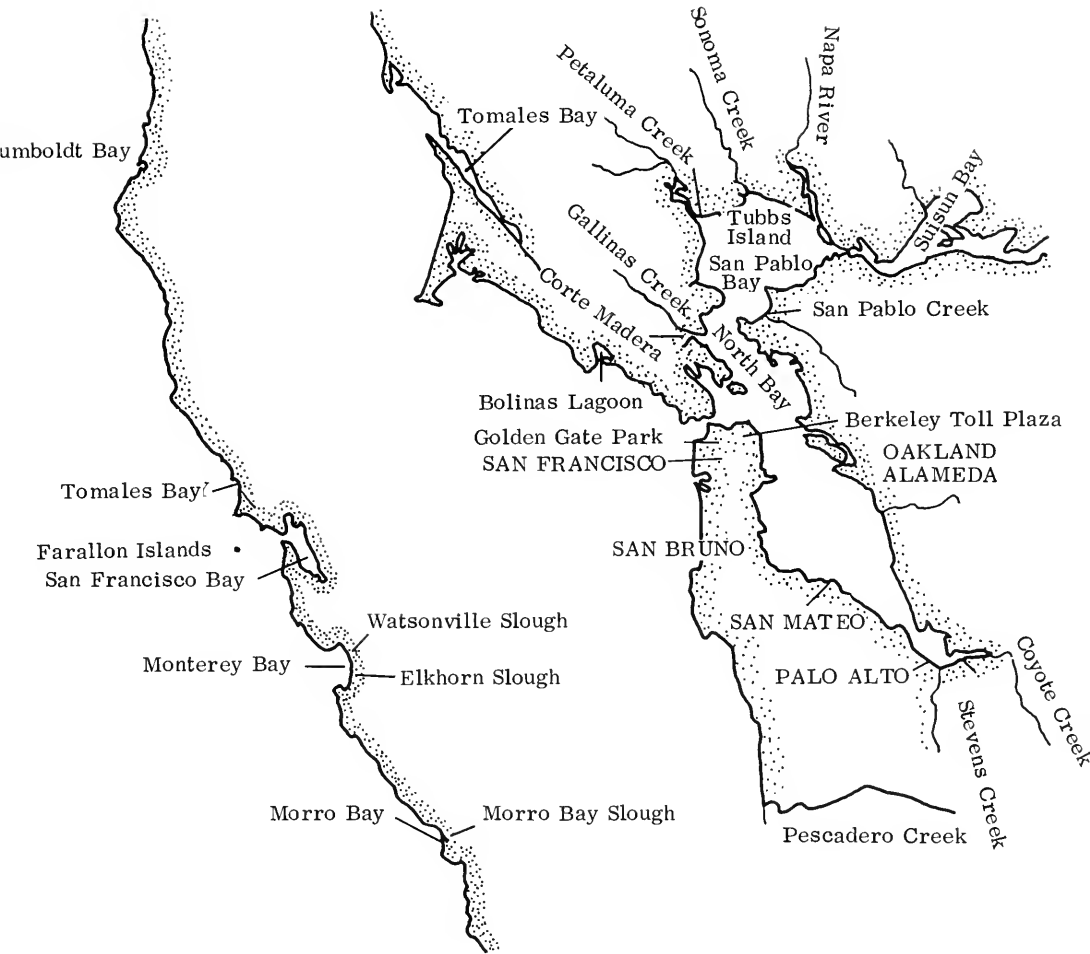 umboldt Bay
Tomales Bay
Farallon Islands
San Francisco Bay
Watsonville Slough
Monterey Bay
Elkhorn Slough
Morro Bay
Morro Bay Slough
Tomales Bay
Petaluma Creek
Sonoma Creek
Napa River
Suisun Bay
Tubbs
Island
San Pablo
Bay
Gallinas Creek
Corte Madera
San Pablo Creek
North Bay
Bolinas Lagoon
Golden Gate Park
SAN FRANCISCO
Berkeley Toll Plaza
OAKLAND
ALAMEDA
SAN BRUNO
SAN MATEO
PALO ALTO
Coyote Creek
Stevens Creek
Pescadero Creek